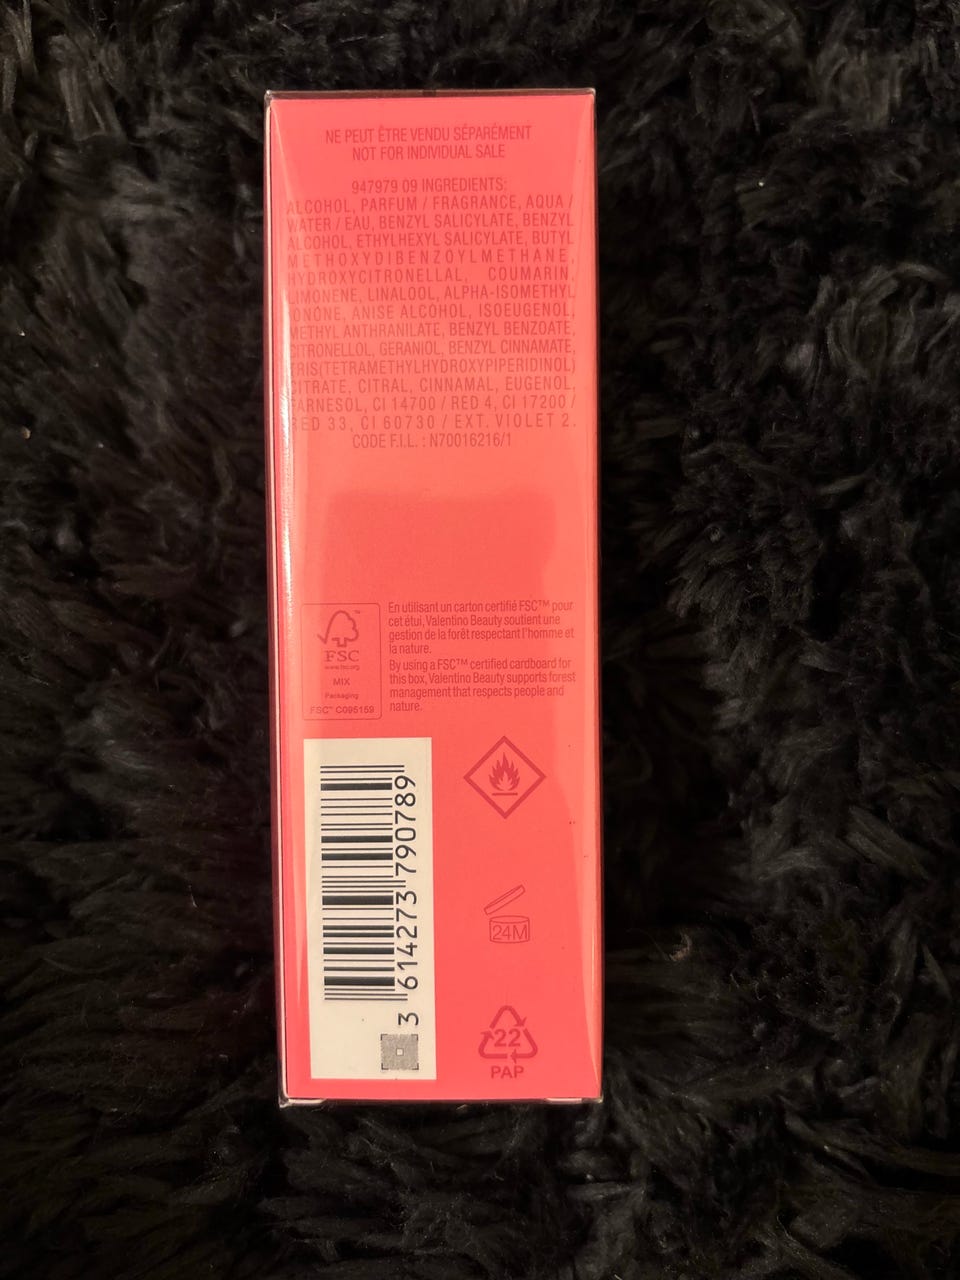 NE PEUT ÊTRE VENDU SÉPARÉMENT
NOT FOR INDIVIDUAL SALE
947979 09 INGREDIENTS:
ALCOHOL, PARFUM / FRAGRANCE, AQUA /
WATER / EAU, BENZYL SALICYLATE, BENZYL
ALCOHOL, ETHYLHEXYL SALICYLATE, BUTYL
METHOXYDIBENZOYLMETHANE,
HYDROXYCITRONELLAL, COUMARIN,
LIMONENE, LINALOOL, ALPHA-ISOMETHYL
IONONE, ANISE ALCOHOL, ISOEUGENOL,
METHYL ANTHRANILATE, BENZYL BENZOATE,
CITRONELLOL, GERANIOL, BENZYL CINNAMATE,
TRIS(TETRAMETHYLHYDROXYPIPERIDINOL)
CITRATE, CITRAL, CINNAMAL, EUGENOL,
FARNESOL, CI 14700 / RED 4, CI 17200 /
RED 33, CI 60730 / EXT. VIOLET 2.
CODE F.I.L. : N70016216/1
FSC
www.fsc.org
MIX
Packaging
FSC™ C095159
En utilisant un carton certifié FSC™ pour
cet étui, Valentino Beauty soutient une
gestion de la forêt respectant l'homme et
la nature.
By using a FSC™ certified cardboard for
this box, Valentino Beauty supports forest
management that respects people and
nature.
3 614273 790789
24M
22
PAP